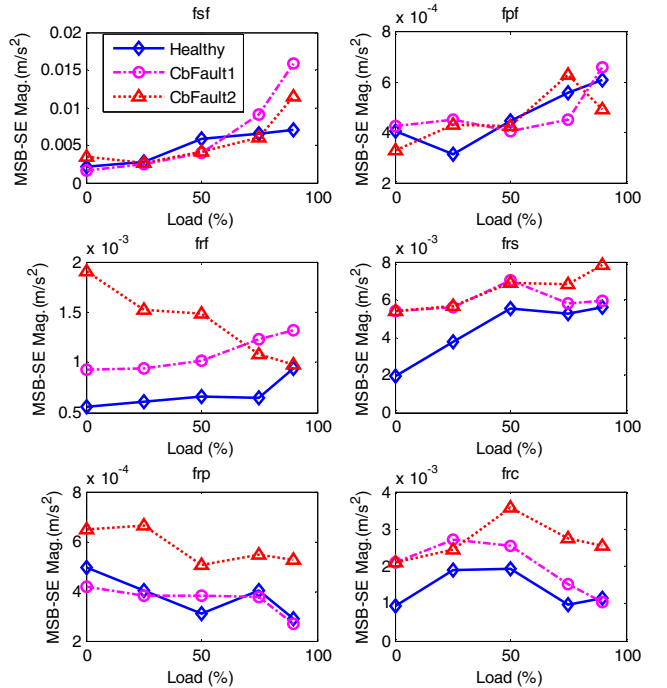 fsf
MSB-SE Mag.(m/s²)
0.02
0.015
0.01
0.005
0
Healthy
CbFault1
CbFault2
0 50 100
Load (%)
fpf
x 10⁻⁴
MSB-SE Mag.(m/s²)
8
6
4
2
0 50 100
Load (%)
frf
x 10⁻³
MSB-SE Mag.(m/s²)
2
1.5
1
0.5
0 50 100
Load (%)
frs
x 10⁻³
MSB-SE Mag.(m/s²)
8
6
4
2
0
0 50 100
Load (%)
frp
x 10⁻⁴
MSB-SE Mag.(m/s²)
8
6
4
2
0 50 100
Load (%)
frc
x 10⁻³
MSB-SE Mag.(m/s²)
4
3
2
1
0
0 50 100
Load (%)